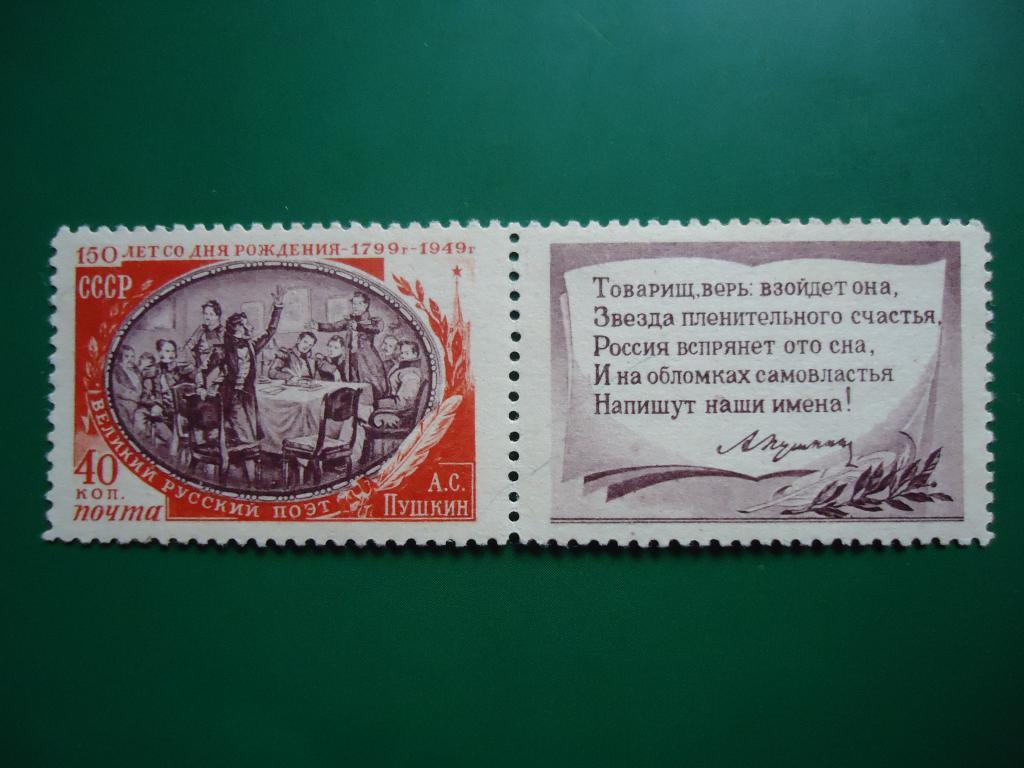 150 ЛЕТ СО ДНЯ РОЖДЕНИЯ-1799г-1949г
СССР
ВЕЛИКИЙ РУССКИЙ ПОЭТ
А.С.
ПУШКИН
40
КОП.
почта
Товарищ, верь: взойдет она,
Звезда пленительного счастья,
Россия вспрянет ото сна,
И на обломках самовластья
Напишут наши имена!
А. Пушкин